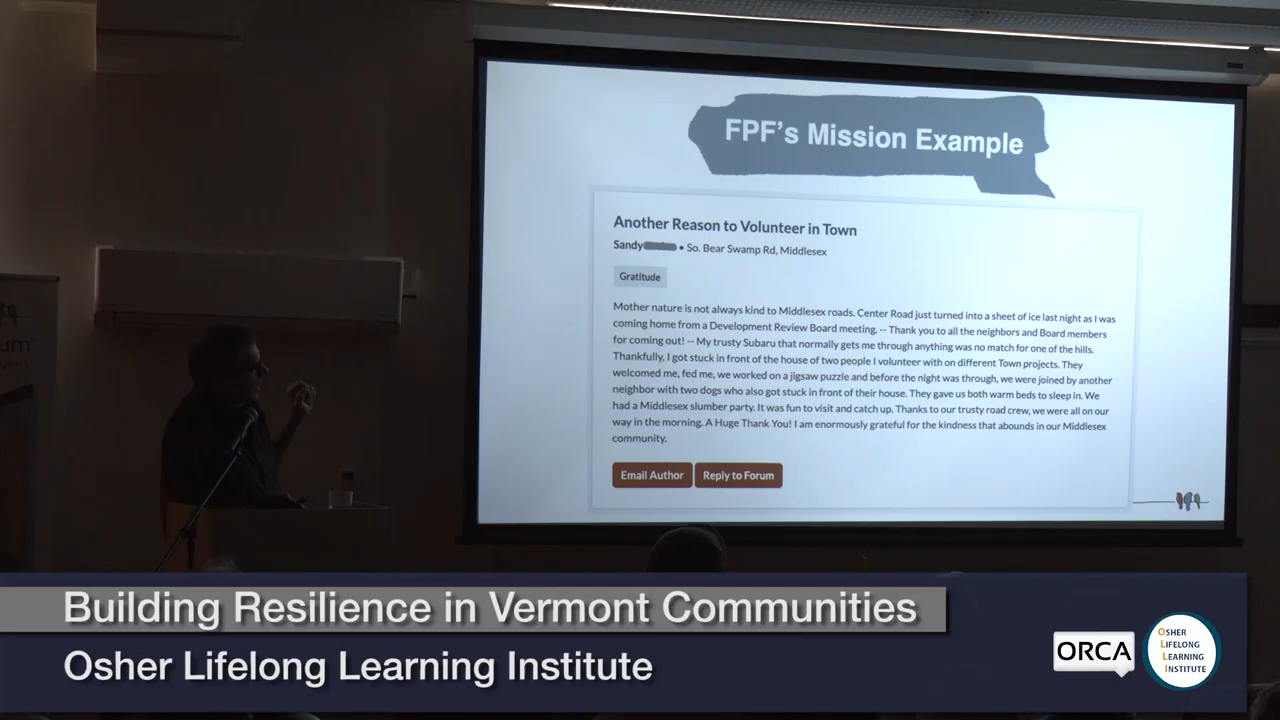 FPF's Mission Example
Another Reason to Volunteer in Town
Sandy • So. Bear Swamp Rd, Middlesex
Gratitude
Mother nature is not always kind to Middlesex roads. Center Road just turned into a sheet of ice last night as I was
coming home from a Development Review Board meeting. -- Thank you to all the neighbors and Board members
for coming out! -- My trusty Subaru that normally gets me through anything was no match for one of the hills.
Thankfully, I got stuck in front of the house of two people I volunteer with on different Town projects. They
welcomed me, fed me, we worked on a jigsaw puzzle and before the night was through, we were joined by another
neighbor with two dogs who also got stuck in front of their house. They gave us both warm beds to sleep in. We
had a Middlesex slumber party. It was fun to visit and catch up. Thanks to our trusty road crew, we were all on our
way in the morning. A Huge Thank You! I am enormously grateful for the kindness that abounds in our Middlesex
community.
Email Author Reply to Forum
Building Resilience in Vermont Communities
Osher Lifelong Learning Institute
ORCA
OSHER
LIFELONG
LEARNING
INSTITUTE